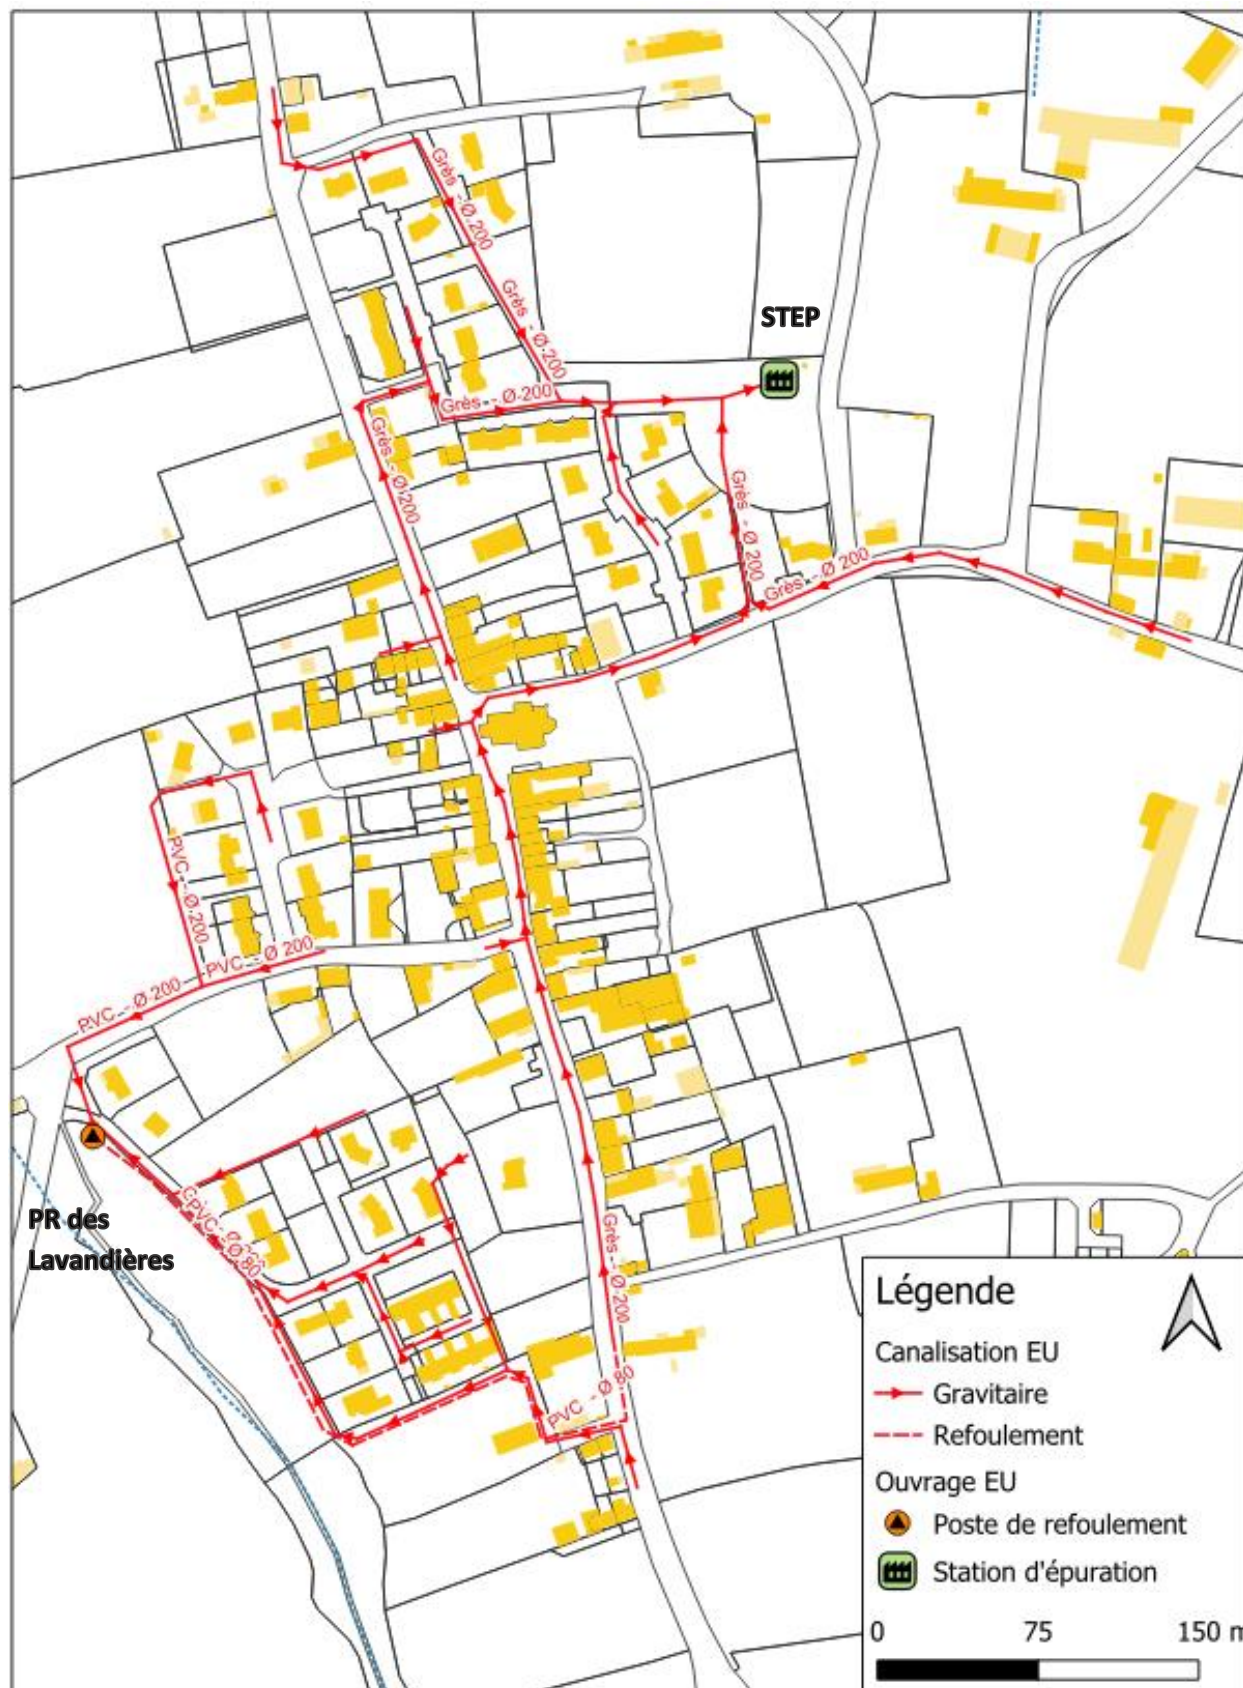 Grès - Ø 200
Grès - Ø 200
STEP
Grès - Ø 200
Grès - Ø 200
Grès - Ø 200
Grès - Ø 200
PVC - Ø 200
PVC - Ø 200
PVC - Ø 200
PVC - Ø 80
PR des
Lavandières
Grès - Ø 200
PVC - Ø 80
Légende
Canalisation EU
Gravitaire
Refoulement
Ouvrage EU
Poste de refoulement
Station d'épuration
0 75 150 m